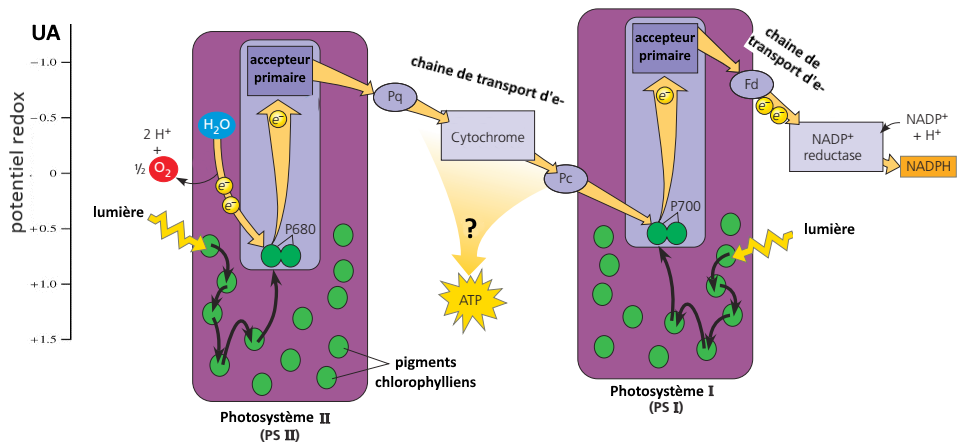 UA
potentiel redox
−1.0
−0.5
0
+0.5
+1.0
+1.5
2 H⁺
+
½ O₂
H₂O
e⁻
e⁻
lumière
accepteur
primaire
e⁻
P680
pigments
chlorophylliens
Photosystème II
(PS II)
Pq
chaine de transport d'e-
Cytochrome
Pc
?
ATP
accepteur
primaire
e⁻
P700
lumière
Photosystème I
(PS I)
chaine de
transport d'e-
Fd
e⁻
e⁻
NADP⁺
reductase
NADP⁺
+ H⁺
NADPH